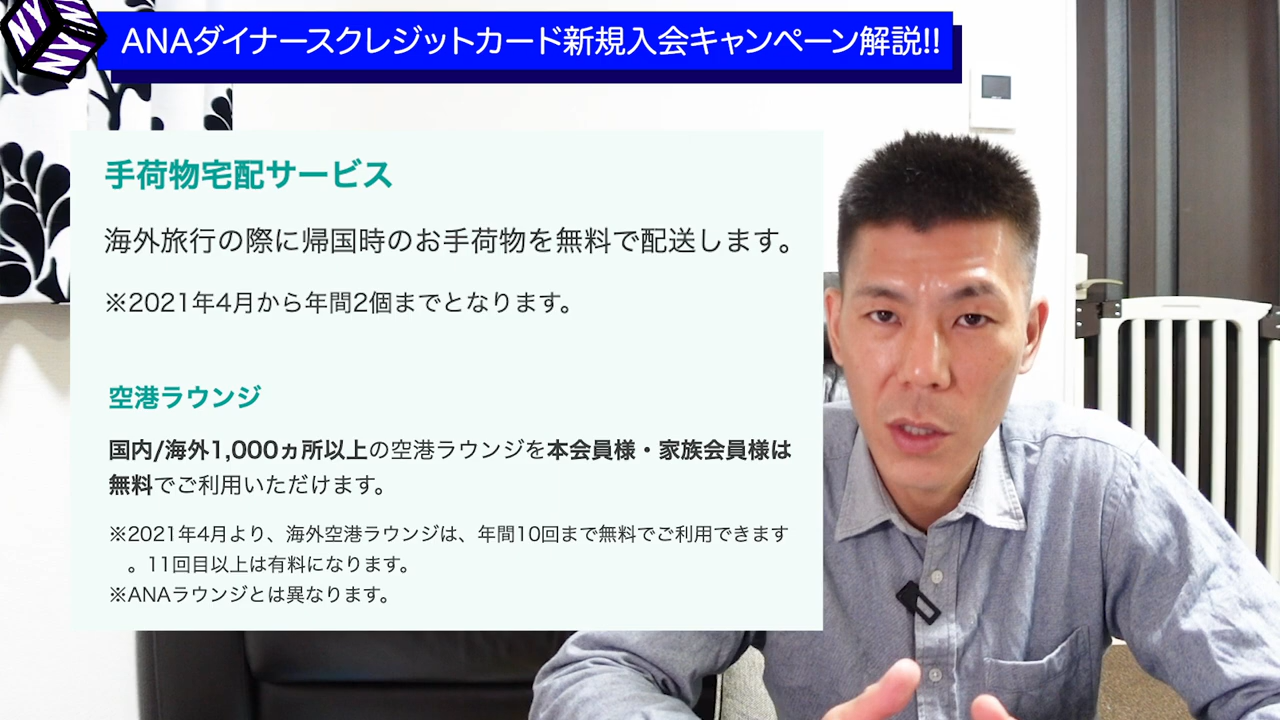 NY
NY
NY
ANAダイナースクレジットカード新規入会キャンペーン解説!!
手荷物宅配サービス
海外旅行の際に帰国時のお手荷物を無料で配送します。
※2021年4月から年間2個までとなります。
空港ラウンジ
国内/海外1,000ヵ所以上の空港ラウンジを本会員様・家族会員様は
無料でご利用いただけます。
※2021年4月より、海外空港ラウンジは、年間10回まで無料でご利用できます
。11回目以上は有料になります。
※ANAラウンジとは異なります。